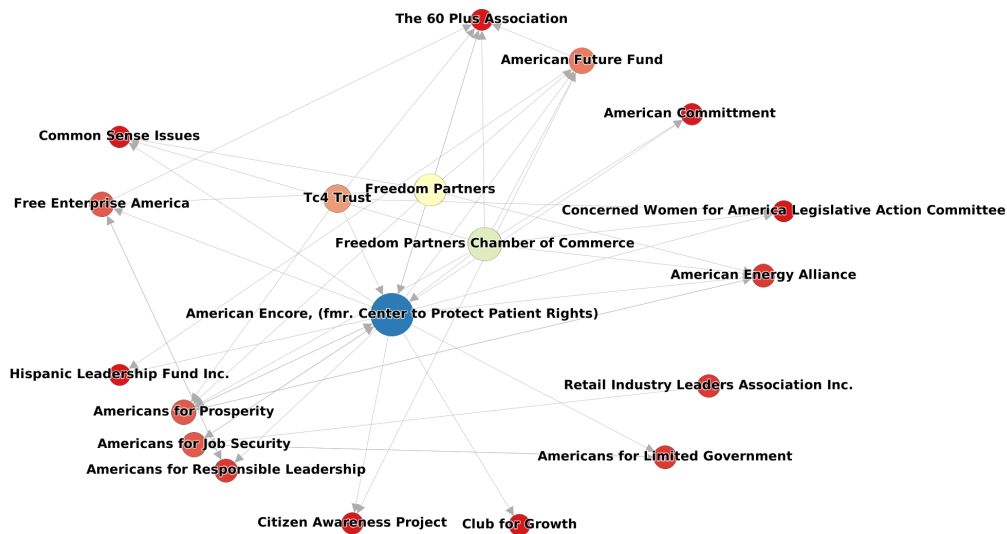 The 60 Plus Association
American Future Fund
American Committment
Common Sense Issues
Freedom Partners
Tc4 Trust
Free Enterprise America
Concerned Women for America Legislative Action Committee
Freedom Partners Chamber of Commerce
American Energy Alliance
American Encore, (fmr. Center to Protect Patient Rights)
Hispanic Leadership Fund Inc.
Retail Industry Leaders Association Inc.
Americans for Prosperity
Americans for Job Security
Americans for Limited Government
Americans for Responsible Leadership
Citizen Awareness Project
Club for Growth